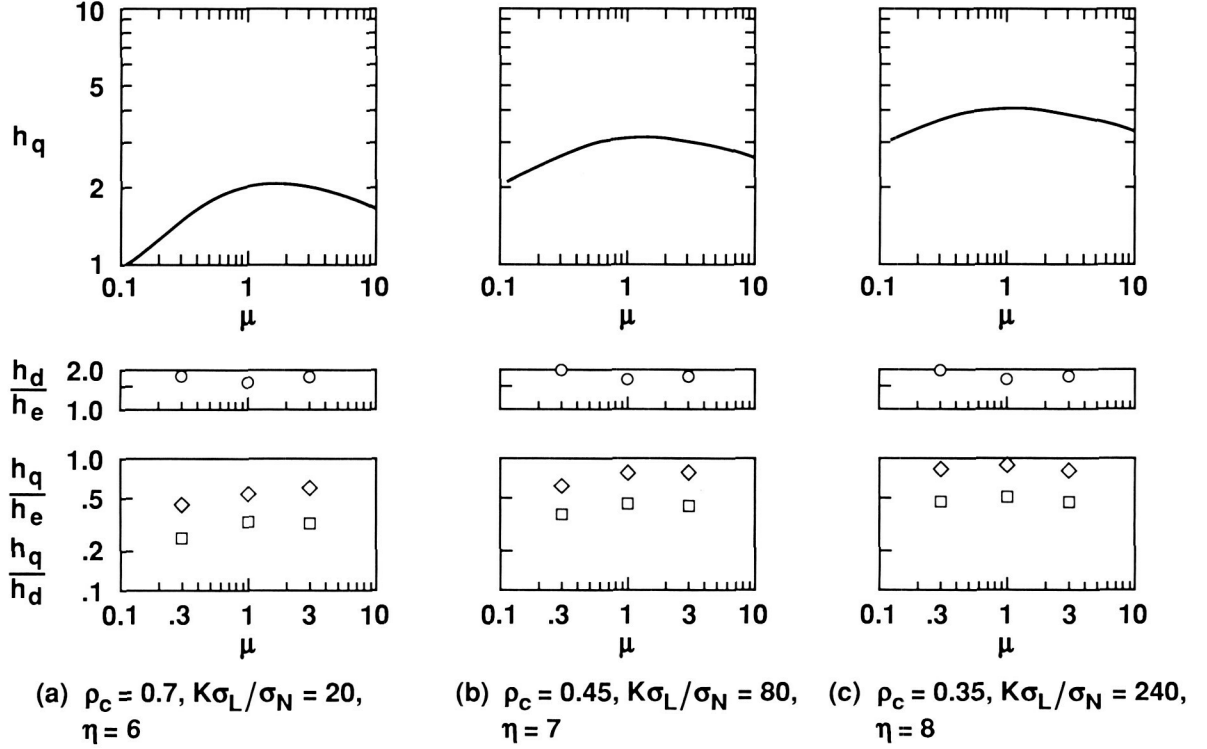 10
5
h_q
2
1
0.1 1 10
μ
0.1 1 10
μ
0.1 1 10
μ
h_d
h_e
2.0
1.0
h_q
h_e
h_q
h_d
1.0
.5
.2
.1
0.1 .3 1 3 10
μ
0.1 .3 1 3 10
μ
0.1 .3 1 3 10
μ
(a) ρ_c = 0.7, Kσ_L/σ_N = 20,
η = 6
(b) ρ_c = 0.45, Kσ_L/σ_N = 80,
η = 7
(c) ρ_c = 0.35, Kσ_L/σ_N = 240,
η = 8